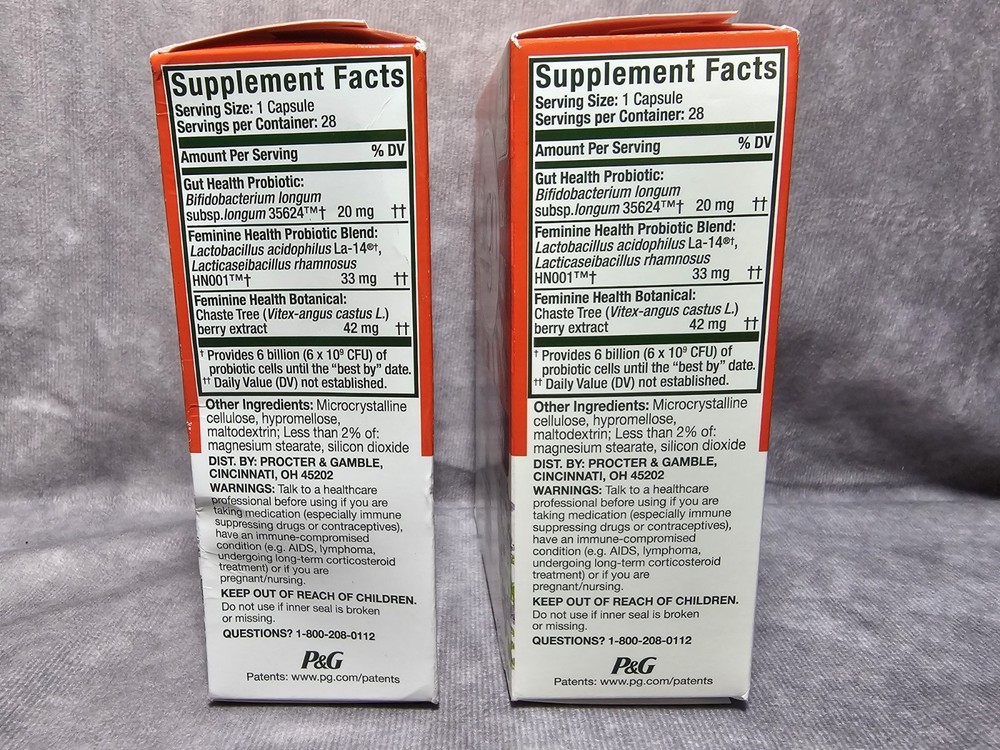 Supplement Facts
Serving Size: 1 Capsule
Servings per Container: 28
Amount Per Serving % DV
Gut Health Probiotic:
Bifidobacterium longum
subsp.longum 35624™† 20 mg ††
Feminine Health Probiotic Blend:
Lactobacillus acidophilus La-14®†,
Lacticaseibacillus rhamnosus
HN001™† 33 mg ††
Feminine Health Botanical:
Chaste Tree (Vitex-angus castus L.)
berry extract 42 mg ††
† Provides 6 billion (6 x 10⁹ CFU) of
probiotic cells until the “best by” date.
†† Daily Value (DV) not established.
Other Ingredients: Microcrystalline
cellulose, hypromellose,
maltodextrin; Less than 2% of:
magnesium stearate, silicon dioxide
DIST. BY: PROCTER & GAMBLE,
CINCINNATI, OH 45202
WARNINGS: Talk to a healthcare
professional before using if you are
taking medication (especially immune
suppressing drugs or contraceptives),
have an immune-compromised
condition (e.g. AIDS, lymphoma,
undergoing long-term corticosteroid
treatment) or if you are
pregnant/nursing.
KEEP OUT OF REACH OF CHILDREN.
Do not use if inner seal is broken
or missing.
QUESTIONS? 1-800-208-0112
P&G
Patents: www.pg.com/patents
Supplement Facts
Serving Size: 1 Capsule
Servings per Container: 28
Amount Per Serving % DV
Gut Health Probiotic:
Bifidobacterium longum
subsp.longum 35624™† 20 mg ††
Feminine Health Probiotic Blend:
Lactobacillus acidophilus La-14®†,
Lacticaseibacillus rhamnosus
HN001™† 33 mg ††
Feminine Health Botanical:
Chaste Tree (Vitex-angus castus L.)
berry extract 42 mg ††
† Provides 6 billion (6 x 10⁹ CFU) of
probiotic cells until the “best by” date.
†† Daily Value (DV) not established.
Other Ingredients: Microcrystalline
cellulose, hypromellose,
maltodextrin; Less than 2% of:
magnesium stearate, silicon dioxide
DIST. BY: PROCTER & GAMBLE,
CINCINNATI, OH 45202
WARNINGS: Talk to a healthcare
professional before using if you are
taking medication (especially immune
suppressing drugs or contraceptives),
have an immune-compromised
condition (e.g. AIDS, lymphoma,
undergoing long-term corticosteroid
treatment) or if you are
pregnant/nursing.
KEEP OUT OF REACH OF CHILDREN.
Do not use if inner seal is broken
or missing.
QUESTIONS? 1-800-208-0112
P&G
Patents: www.pg.com/patents